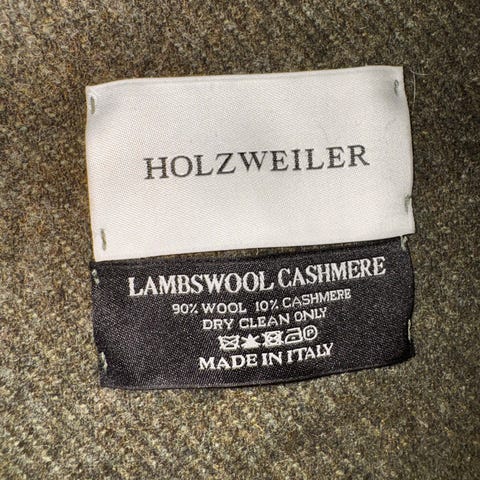 HOLZWEILER
LAMBSWOOL CASHMERE
90% WOOL 10% CASHMERE
DRY CLEAN ONLY
MADE IN ITALY